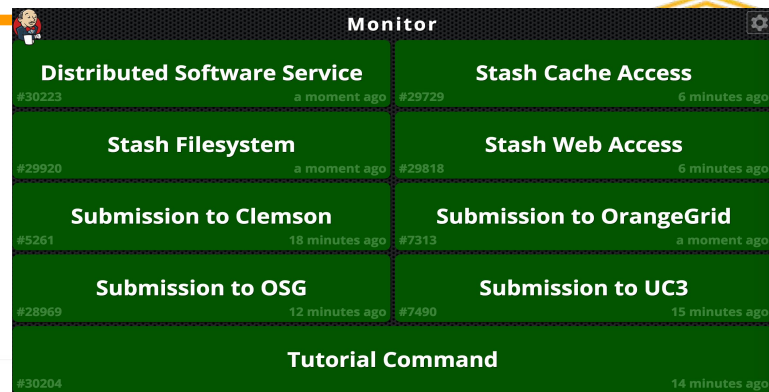 Monitor
Distributed Software Service
#30223 a moment ago
Stash Cache Access
#29729 6 minutes ago
Stash Filesystem
#29920 a moment ago
Stash Web Access
#29818 6 minutes ago
Submission to Clemson
#5261 18 minutes ago
Submission to OrangeGrid
#7313 a moment ago
Submission to OSG
#28969 12 minutes ago
Submission to UC3
#7490 15 minutes ago
Tutorial Command
#30204 14 minutes ago